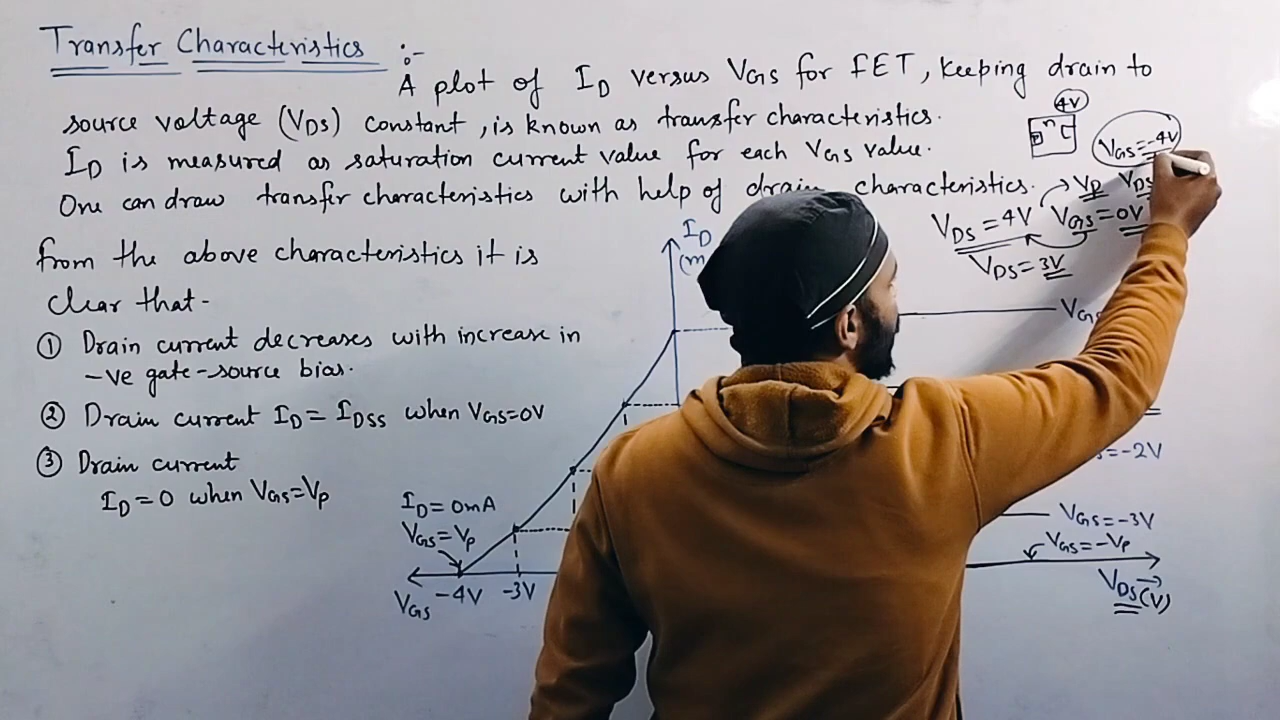 Transfer Characteristics :-
A plot of ID versus VGS for FET, keeping drain to
source voltage (VDS) constant, is known as transfer characteristics.
ID is measured as saturation current value for each VGS value.
One can draw transfer characteristics with help of drain characteristics.
from the above characteristics it is
clear that -
① Drain current decreases with increase in
-ve gate-source bias.
② Drain current ID = IDSS when VGS=0V
③ Drain current
ID=0 when VGS=VP
4V
n
VGS=-4V
VP VDS
VDS=4V VGS=0V
VDS=3V
ID
(m
VGS
=-2V
VGS=-3V
VGS=-VP
VDS(V)
ID=0mA
VGS=VP
-4V -3V
VGS